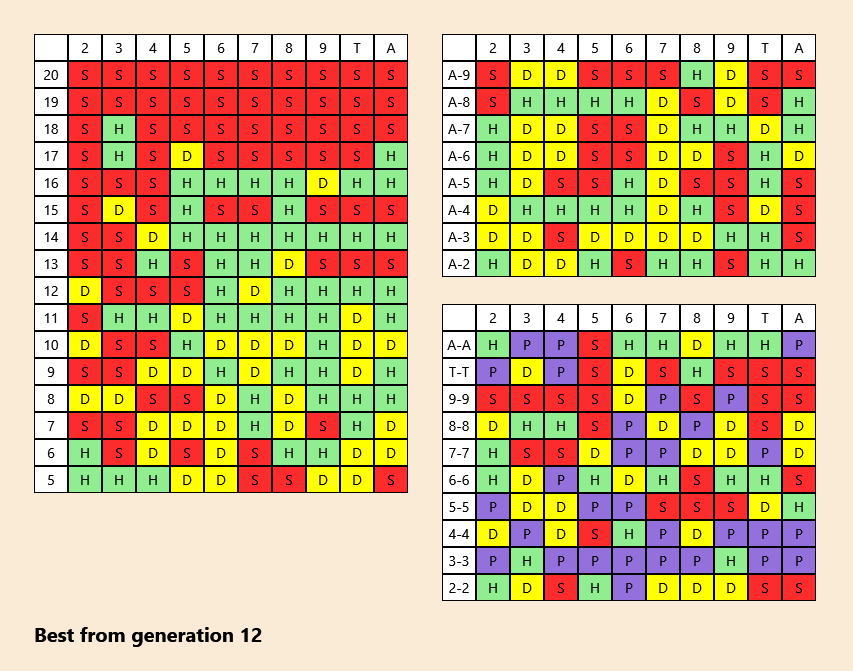 2 3 4 5 6 7 8 9 T A
20 S S S S S S S S S S
19 S S S S S S S S S S
18 S H S S S S S S S S
17 S H S D S S S S S H
16 S S S H H H H D H H
15 S D S H S S H S S S
14 S S D H H H H H H H
13 S S H S H H D S S S
12 D S S S H D H H H H
11 S H H D H H H H D H
10 D S S H D D D H D D
9 S S D D H D H H D H
8 D D S S D H D H H H
7 S S D D D H D S H D
6 H S D S D S H H D D
5 H H H D D S S D D S
2 3 4 5 6 7 8 9 T A
A-9 S D D S S S H D S S
A-8 S H H H H D S D S H
A-7 H D D S S D H H D H
A-6 H D D S S D D S H D
A-5 H D S S H D S S H S
A-4 D H H H H D H S D S
A-3 D D S D D D D H H S
A-2 H D D H S H H S H H
2 3 4 5 6 7 8 9 T A
A-A H P P S H H D H H P
T-T P D P S D S H S S S
9-9 S S S S D P S P S S
8-8 D H H S P D P D S D
7-7 H S S D P P D D P D
6-6 H D P H D H S H H S
5-5 P D D P P S S S D H
4-4 D P D S H P D P P P
3-3 P H P P P P P H P P
2-2 H D S H P D D D S S
Best from generation 12